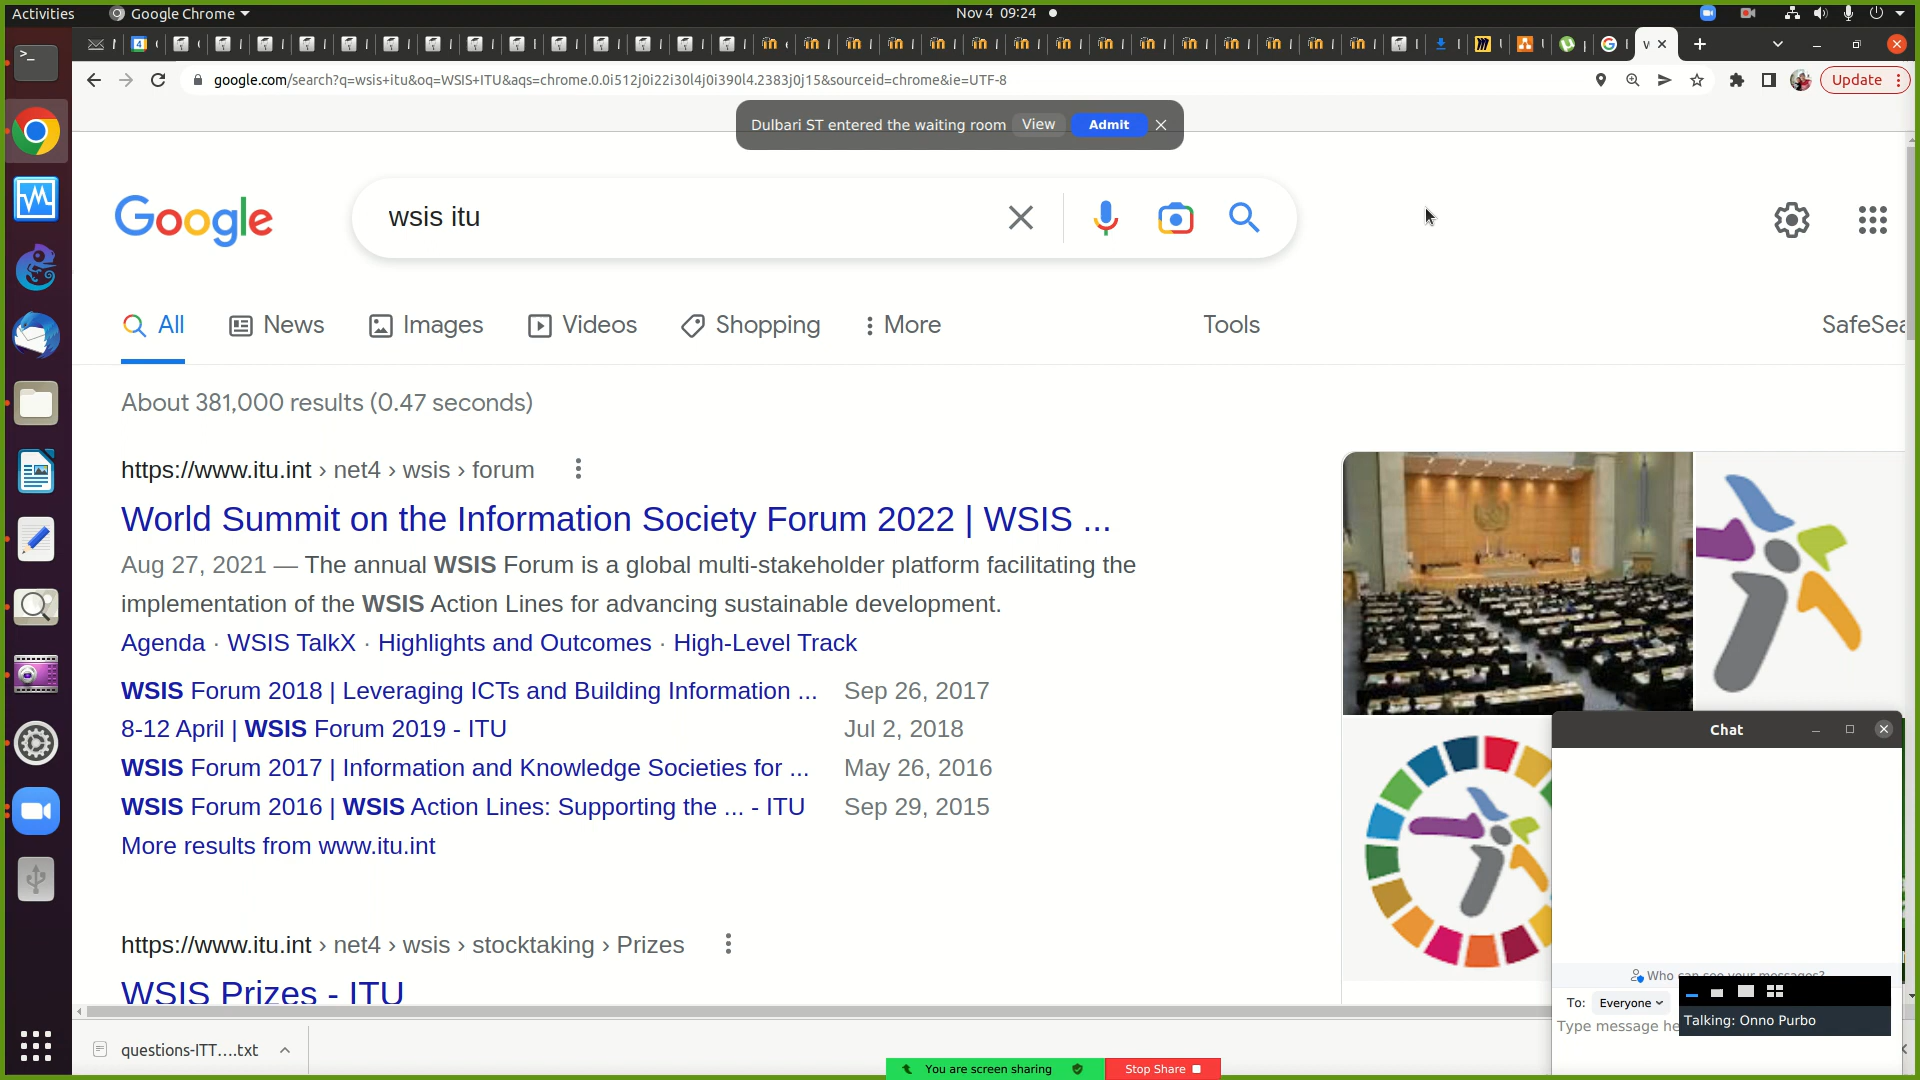 Activities
Google Chrome
Nov 4 09:24
google.com/search?q=wsis+itu&oq=WSIS+ITU&aqs=chrome.0.0i512j0i22i30l4j0i390l4.2383j0j15&sourceid=chrome&ie=UTF-8
Update
Dulbari ST entered the waiting room View Admit
Google
wsis itu
All
News
Images
Videos
Shopping
More
Tools
SafeSea
About 381,000 results (0.47 seconds)
https://www.itu.int › net4 › wsis › forum
World Summit on the Information Society Forum 2022 | WSIS ...
Aug 27, 2021 — The annual WSIS Forum is a global multi-stakeholder platform facilitating the
implementation of the WSIS Action Lines for advancing sustainable development.
Agenda · WSIS TalkX · Highlights and Outcomes · High-Level Track
WSIS Forum 2018 | Leveraging ICTs and Building Information ... Sep 26, 2017
8-12 April | WSIS Forum 2019 - ITU Jul 2, 2018
WSIS Forum 2017 | Information and Knowledge Societies for ... May 26, 2016
WSIS Forum 2016 | WSIS Action Lines: Supporting the ... - ITU Sep 29, 2015
More results from www.itu.int
https://www.itu.int › net4 › wsis › stocktaking › Prizes
WSIS Prizes - ITU
Chat
Who can see your messages?
To: Everyone
Type message he
Talking: Onno Purbo
questions-ITT....txt
You are screen sharing
Stop Share